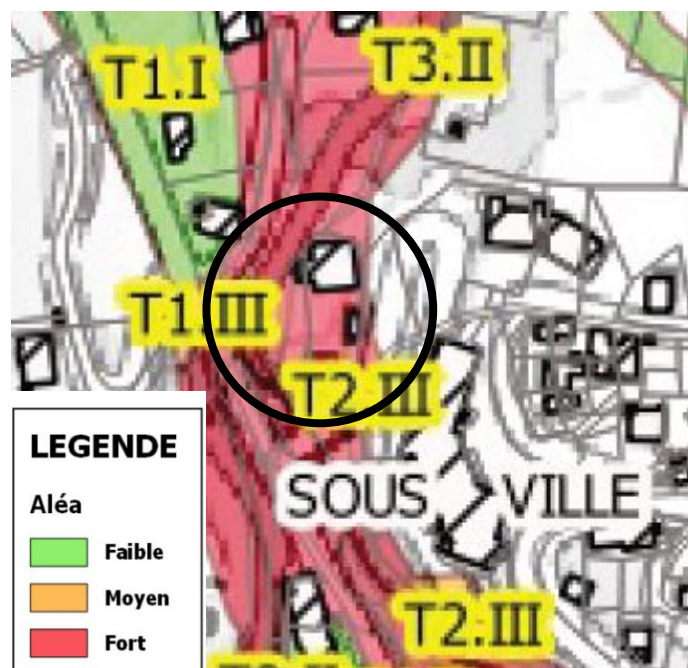 T1.I
T3.II
T1.III
T2.III
SOUS VILLE
T2.III
LEGENDE
Aléa
Faible
Moyen
Fort